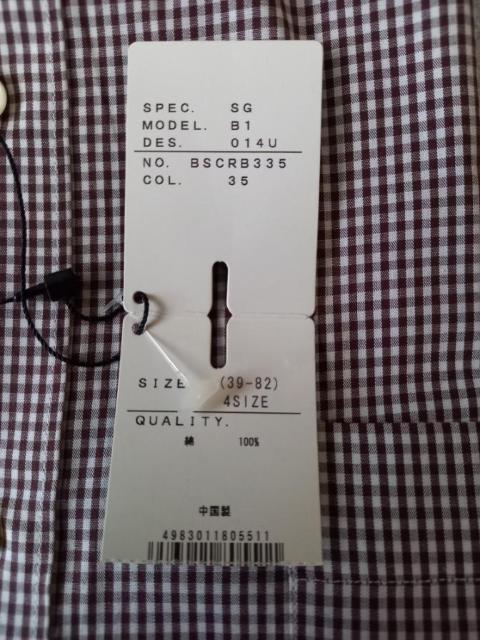 SPEC. SG
MODEL. B1
DES. 014U
NO. BSCRB335
COL. 35
SIZE (39-82)
4SIZE
QUALITY.
綿 100%
中国製
4983011805511